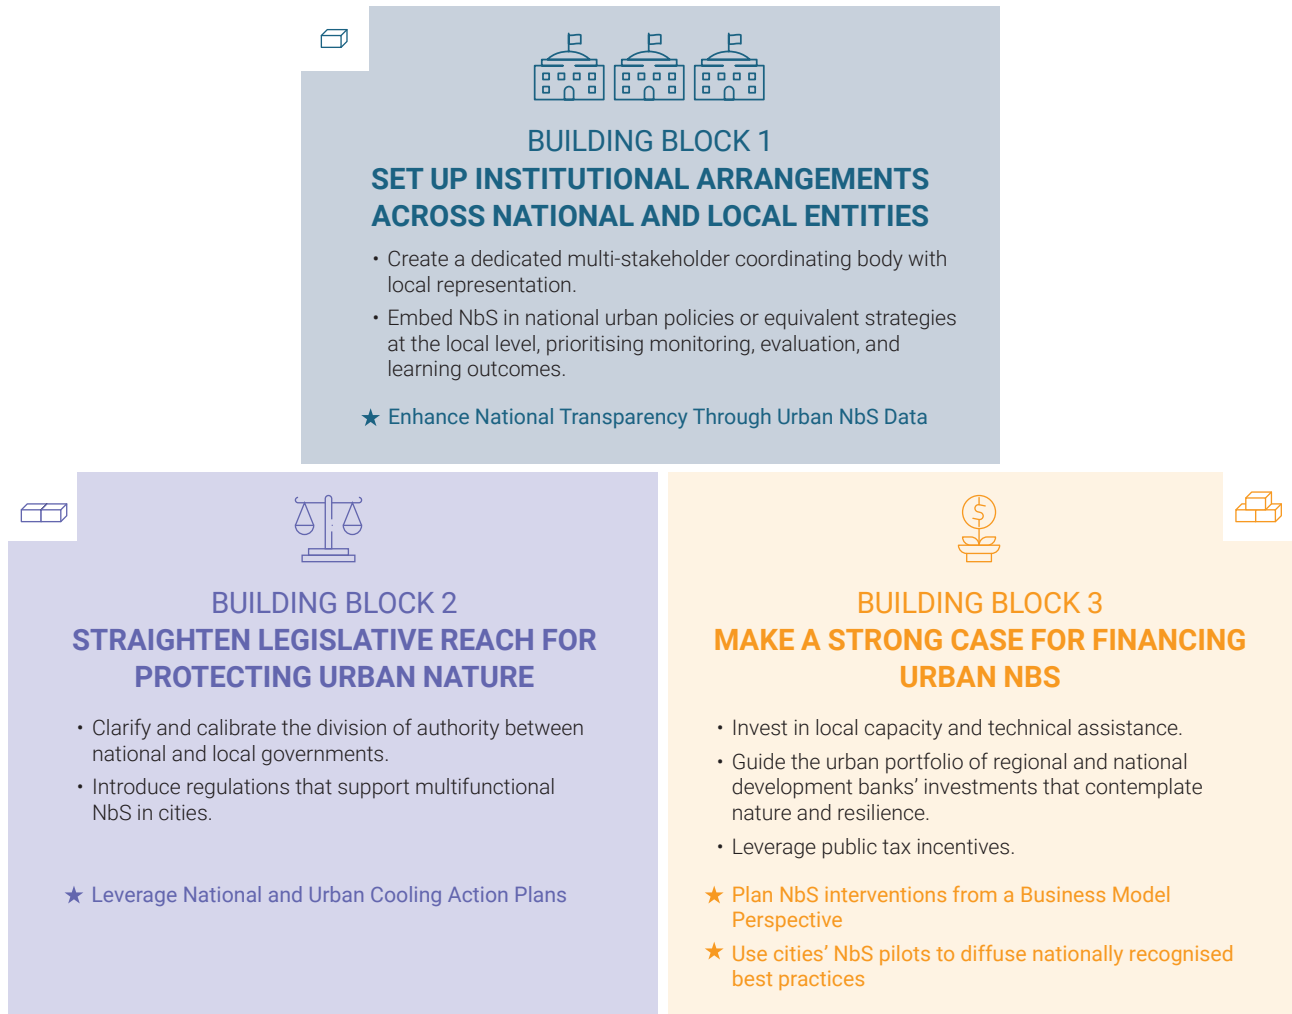 BUILDING BLOCK 1
SET UP INSTITUTIONAL ARRANGEMENTS
ACROSS NATIONAL AND LOCAL ENTITIES
• Create a dedicated multi-stakeholder coordinating body with
local representation.
• Embed NbS in national urban policies or equivalent strategies
at the local level, prioritising monitoring, evaluation, and
learning outcomes.
★ Enhance National Transparency Through Urban NbS Data
BUILDING BLOCK 2
STRAIGHTEN LEGISLATIVE REACH FOR
PROTECTING URBAN NATURE
• Clarify and calibrate the division of authority between
national and local governments.
• Introduce regulations that support multifunctional
NbS in cities.
★ Leverage National and Urban Cooling Action Plans
$
BUILDING BLOCK 3
MAKE A STRONG CASE FOR FINANCING
URBAN NBS
• Invest in local capacity and technical assistance.
• Guide the urban portfolio of regional and national
development banks’ investments that contemplate
nature and resilience.
• Leverage public tax incentives.
★ Plan NbS interventions from a Business Model
Perspective
★ Use cities’ NbS pilots to diffuse nationally recognised
best practices